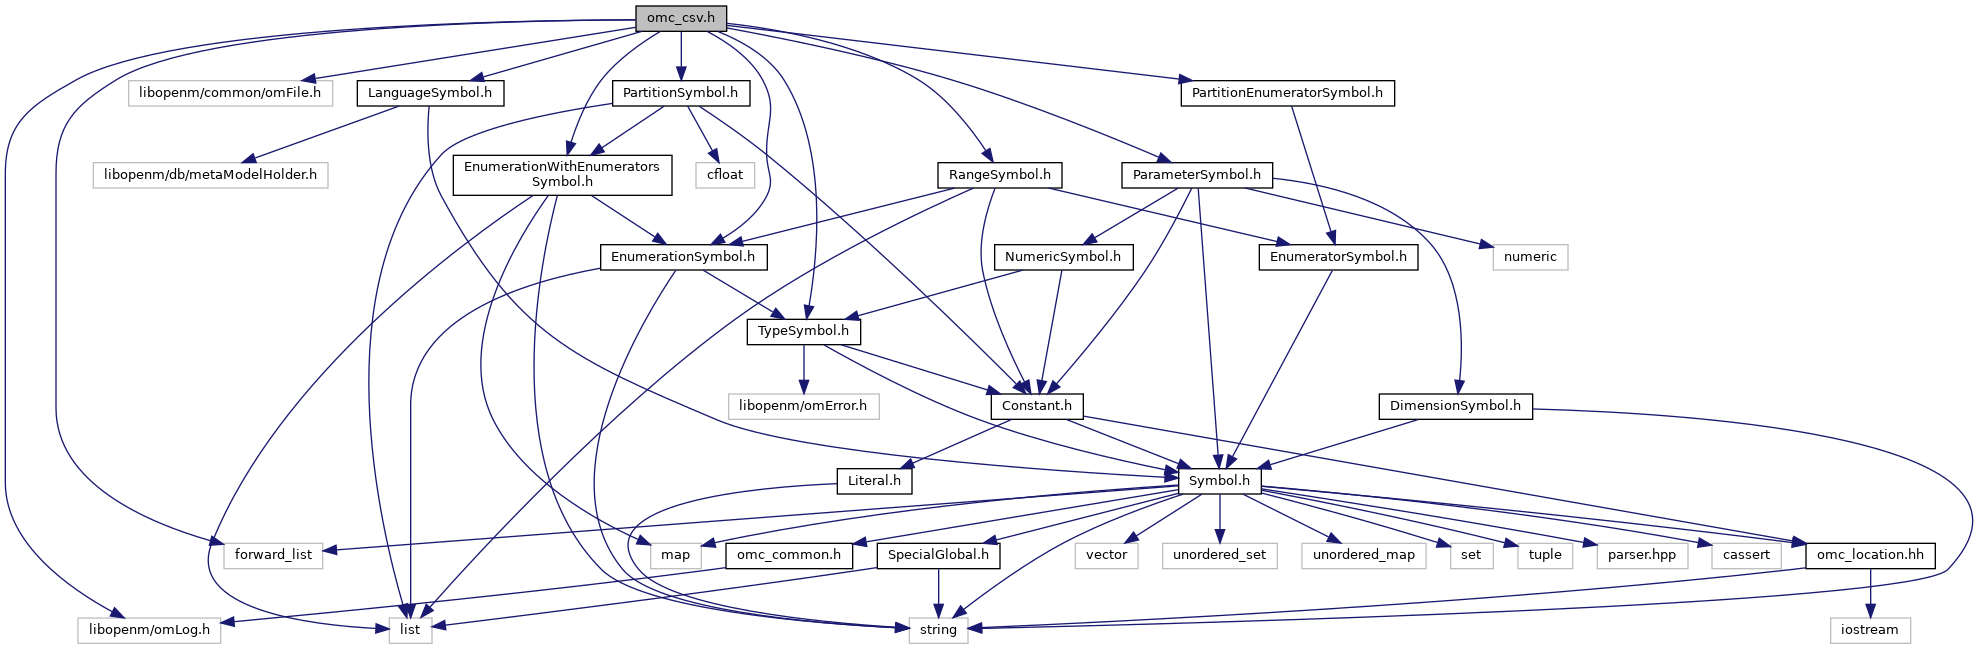 omc_csv.h
libopenm/common/omFile.h
LanguageSymbol.h
PartitionSymbol.h
PartitionEnumeratorSymbol.h
libopenm/db/metaModelHolder.h
EnumerationWithEnumerators
Symbol.h
cfloat
RangeSymbol.h
ParameterSymbol.h
EnumerationSymbol.h
NumericSymbol.h
EnumeratorSymbol.h
numeric
TypeSymbol.h
libopenm/omError.h
Constant.h
DimensionSymbol.h
Literal.h
Symbol.h
forward_list
map
omc_common.h
SpecialGlobal.h
vector
unordered_set
unordered_map
set
tuple
parser.hpp
cassert
omc_location.hh
libopenm/omLog.h
list
string
iostream